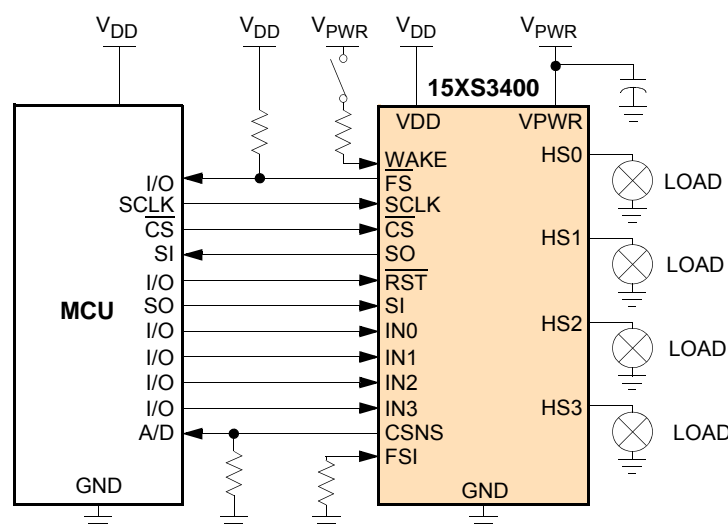 VDD VDD VPWR VDD VPWR
15XS3400
VDD VPWR
WAKE HS0
I/O FS LOAD
SCLK SCLK
CS CS
HS1
SI SO LOAD
I/O RST
MCU SO SI
HS2
I/O IN0
LOAD
I/O IN1
I/O IN2
I/O IN3 HS3
A/D CSNS LOAD
FSI
GND GND